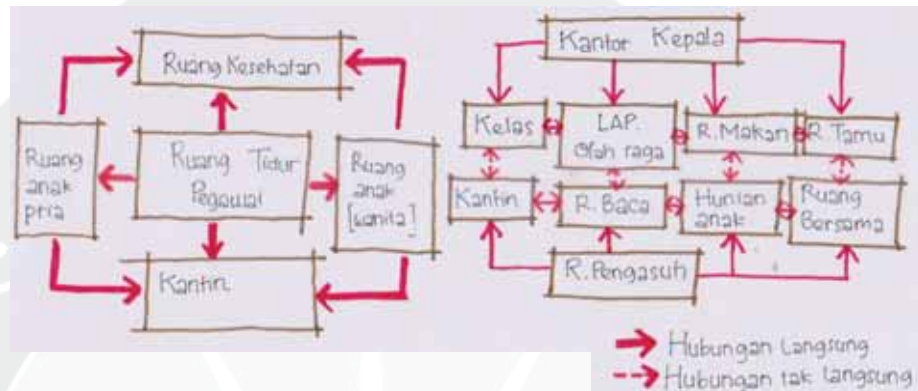 Ruang Kesehatan
Ruang
anak
pria
Ruang Tidur
Pegawai
Ruang
anak
[wanita]
Kantin
Kantor Kepala
Kelas
LAP.
Olah raga
R. Makan
R. Tamu
Kantin
R. Baca
Hunian
anak
Ruang
Bersama
R. Pengasuh
Hubungan Langsung
Hubungan tak langsung